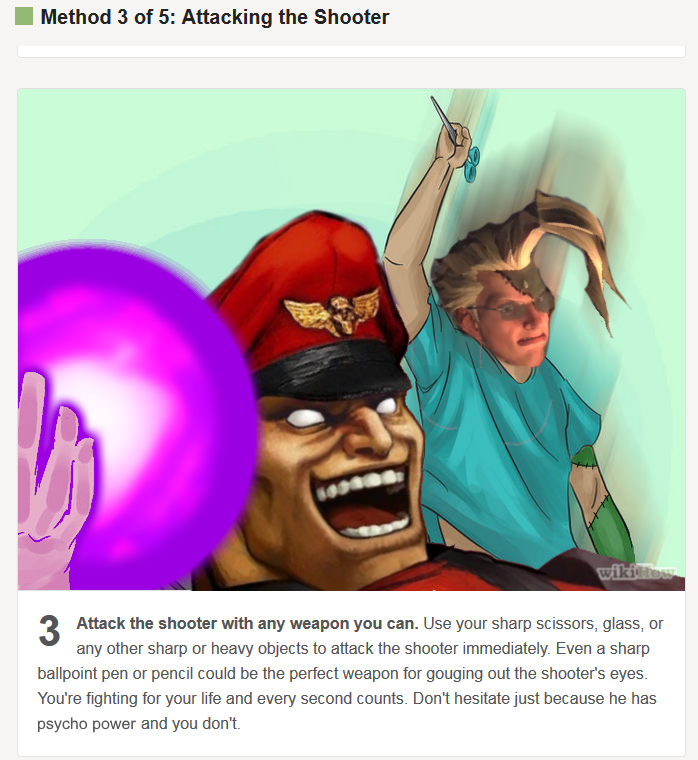 Method 3 of 5: Attacking the Shooter
wikiHow
3 Attack the shooter with any weapon you can. Use your sharp scissors, glass, or
any other sharp or heavy objects to attack the shooter immediately. Even a sharp
ballpoint pen or pencil could be the perfect weapon for gouging out the shooter's eyes.
You're fighting for your life and every second counts. Don't hesitate just because he has
psycho power and you don't.